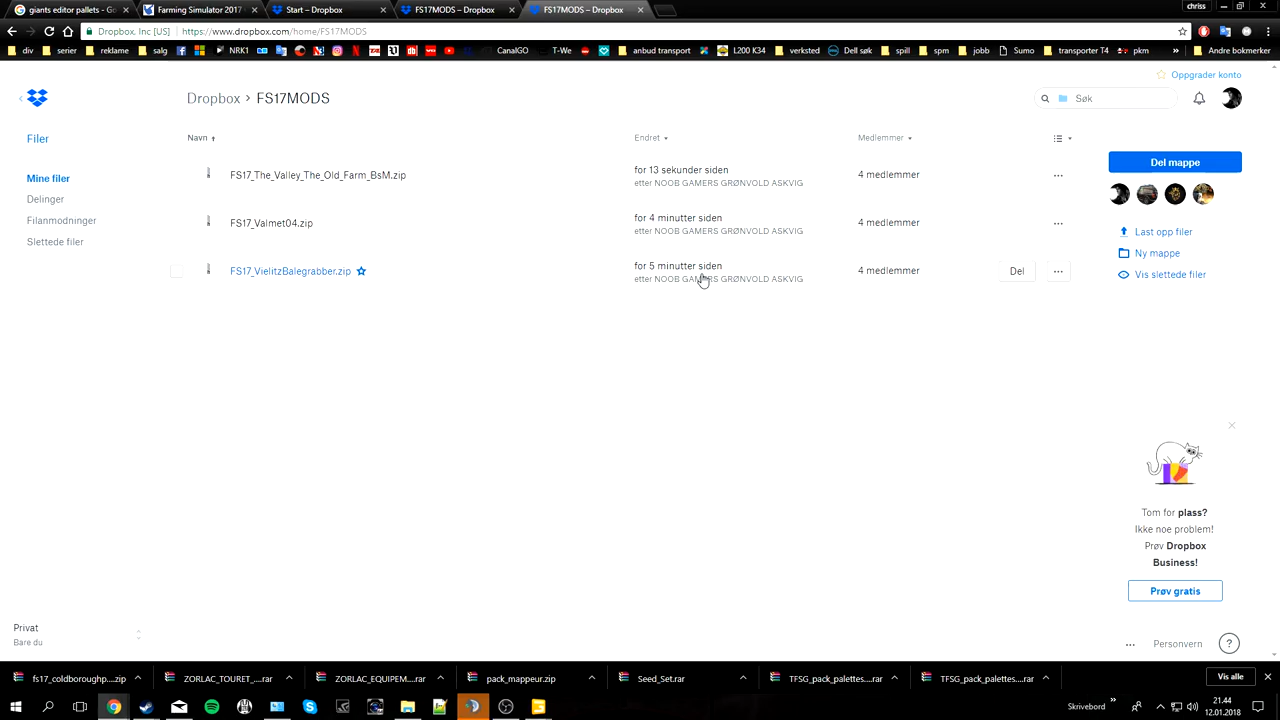 giants editor pallets - Go
Farming Simulator 2017
Start – Dropbox
FS17MODS – Dropbox
FS17MODS – Dropbox
chriss
Dropbox, Inc [US] | https://www.dropbox.com/home/FS17MODS
div
serier
reklame
salg
NRK1
CanalGO
T-We
anbud transport
L200 K34
verksted
Dell søk
spill
spm
jobb
Sumo
transporter T4
pkm
»
Andre bokmerker
Oppgrader konto
Dropbox › FS17MODS
Søk
Filer
Mine filer
Delinger
Filanmodninger
Slettede filer
Navn
Endret
Medlemmer
FS17_The_Valley_The_Old_Farm_BsM.zip
for 13 sekunder siden
etter NOOB GAMERS GRØNVOLD ASKVIG
4 medlemmer
FS17_Valmet04.zip
for 4 minutter siden
etter NOOB GAMERS GRØNVOLD ASKVIG
4 medlemmer
FS17_VielitzBalegrabber.zip
for 5 minutter siden
etter NOOB GAMERS GRØNVOLD ASKVIG
4 medlemmer
Del
Del mappe
Last opp filer
Ny mappe
Vis slettede filer
Tom for plass?
Ikke noe problem!
Prøv Dropbox
Business!
Prøv gratis
Privat
Bare du
Personvern
?
fs17_coldboroughp....zip
ZORLAC_TOURET_....rar
ZORLAC_EQUIPEM....rar
pack_mappeur.zip
Seed_Set.rar
TFSG_pack_palettes....rar
TFSG_pack_palettes....rar
Vis alle
Skrivebord
21.44
12.01.2018